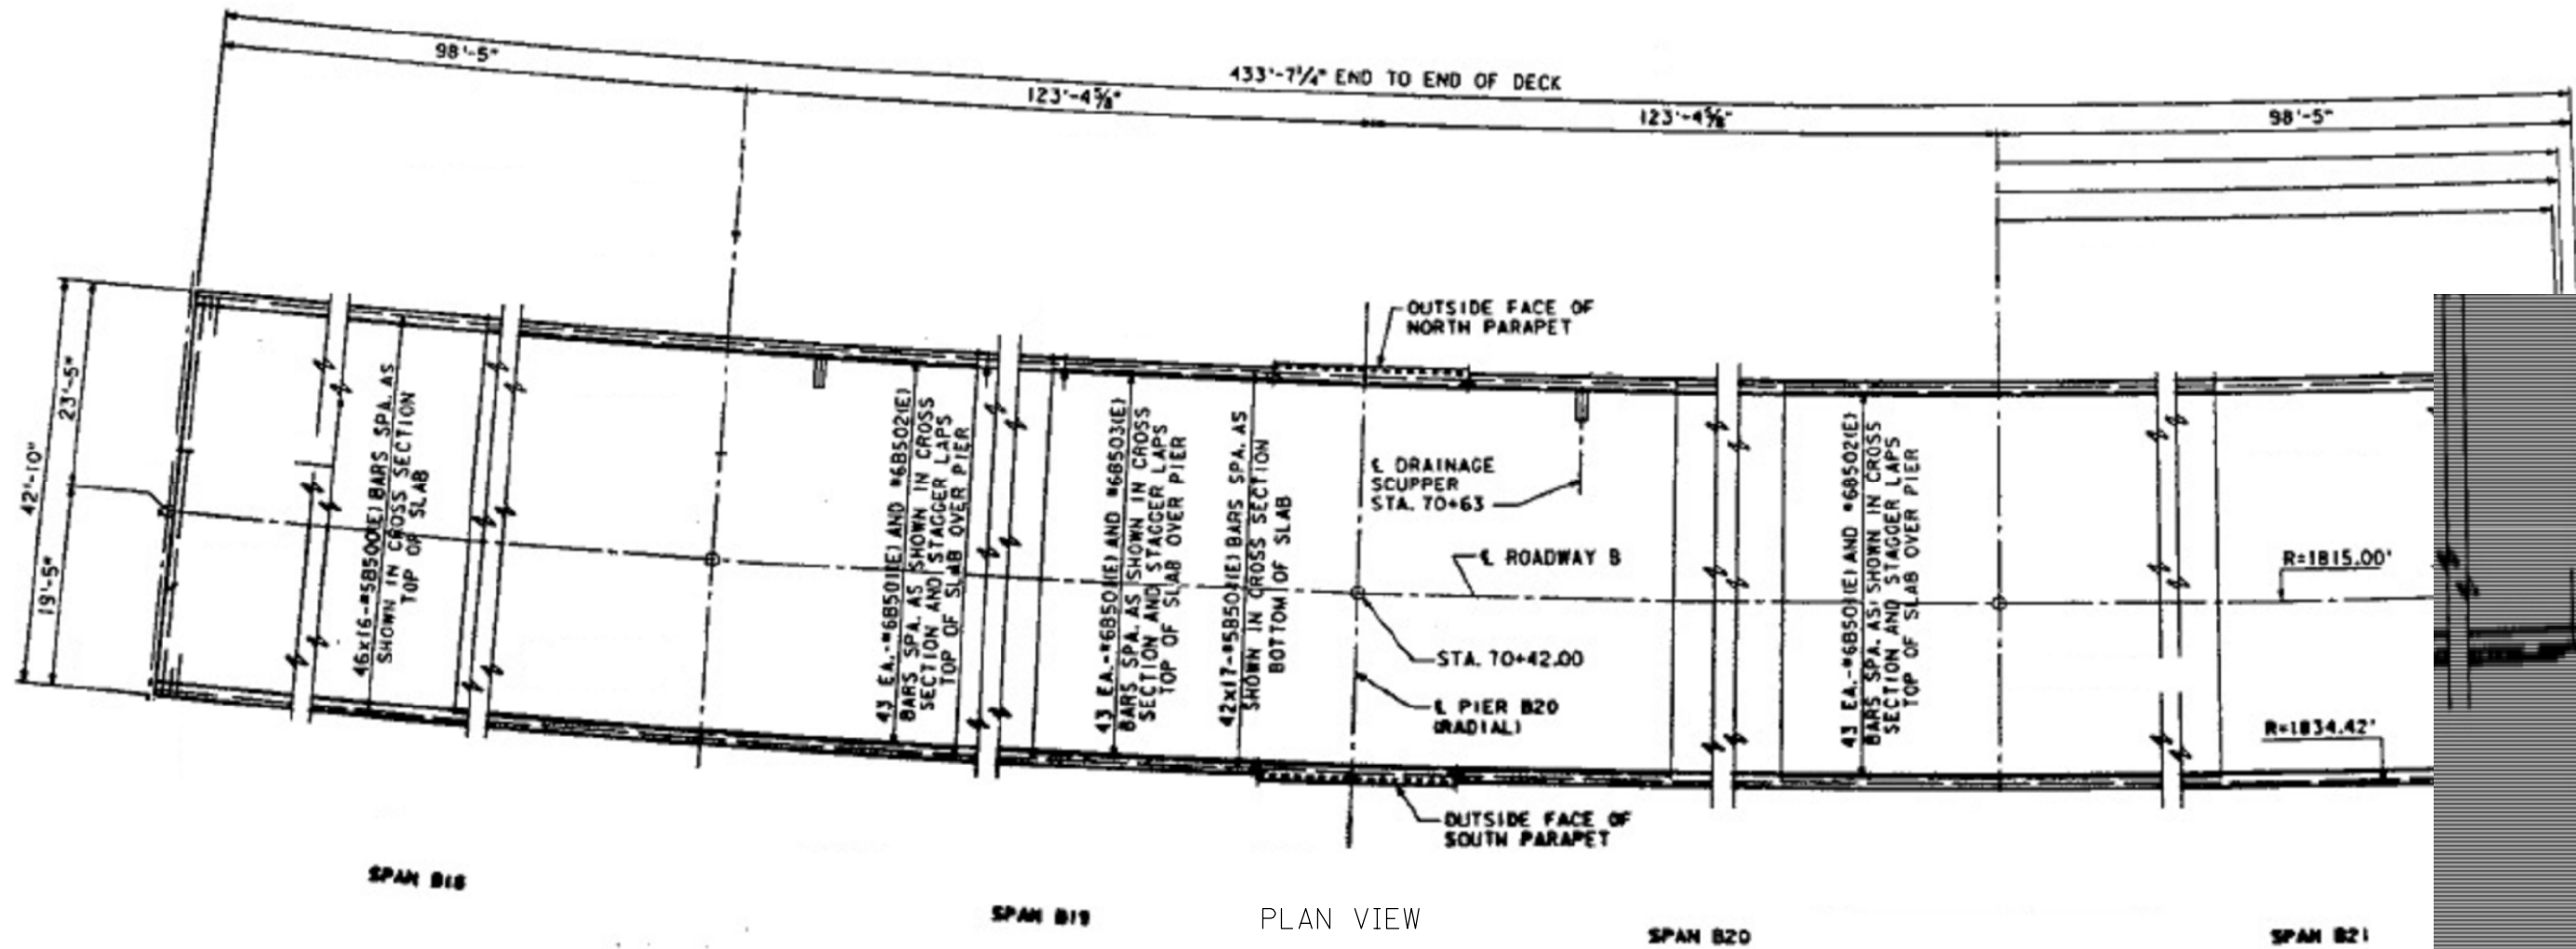 98'-5"
433'-7¼" END TO END OF DECK
123'-4⅝"
123'-4⅝"
98'-5"
42'-10"
23'-5"
19'-5"
46x16-#5B500(E) BARS SPA. AS
SHOWN IN CROSS SECTION
TOP OF SLAB
43 EA.-#6B501(E) AND #6B502(E)
BARS SPA. AS SHOWN IN CROSS
SECTION AND STAGGER LAPS
TOP OF SLAB OVER PIER
43 EA.-#6B501(E) AND #6B503(E)
BARS SPA. AS SHOWN IN CROSS
SECTION AND STAGGER LAPS
TOP OF SLAB OVER PIER
BARS SPA. AS
SHOWN IN CROSS SECTION
BOTTOM OF SLAB
OUTSIDE FACE OF
NORTH PARAPET
℄ DRAINAGE
SCUPPER
STA. 70+63
℄ ROADWAY B
STA. 70+42.00
℄ PIER B20
(RADIAL)
OUTSIDE FACE OF
SOUTH PARAPET
43 EA.-#6B501(E) AND #6B502(E)
BARS SPA. AS SHOWN IN CROSS
SECTION AND STAGGER LAPS
TOP OF SLAB OVER PIER
R=1815.00'
R=1834.42'
SPAN B18
SPAN B19
PLAN VIEW
SPAN B20
SPAN B21